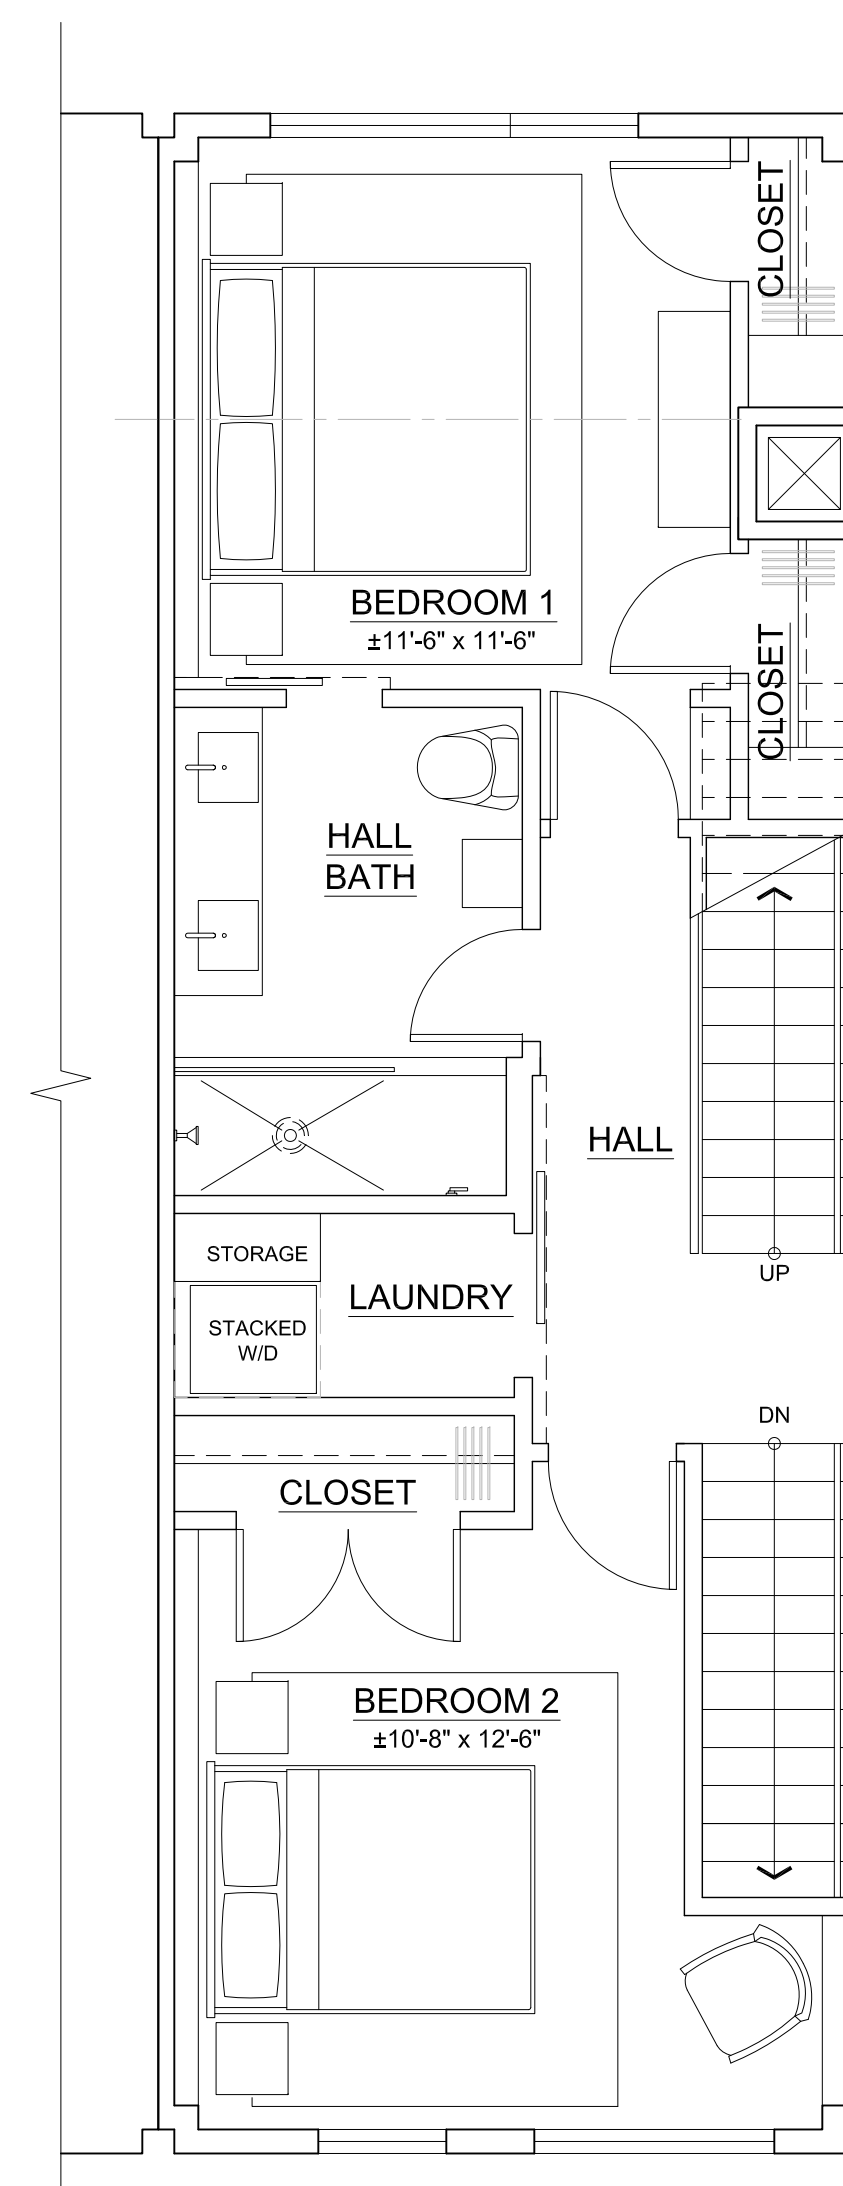 CLOSET
BEDROOM 1
±11'-6" x 11'-6"
CLOSET
HALL
BATH
HALL
STORAGE
LAUNDRY
UP
STACKED
W/D
DN
CLOSET
BEDROOM 2
±10'-8" x 12'-6"